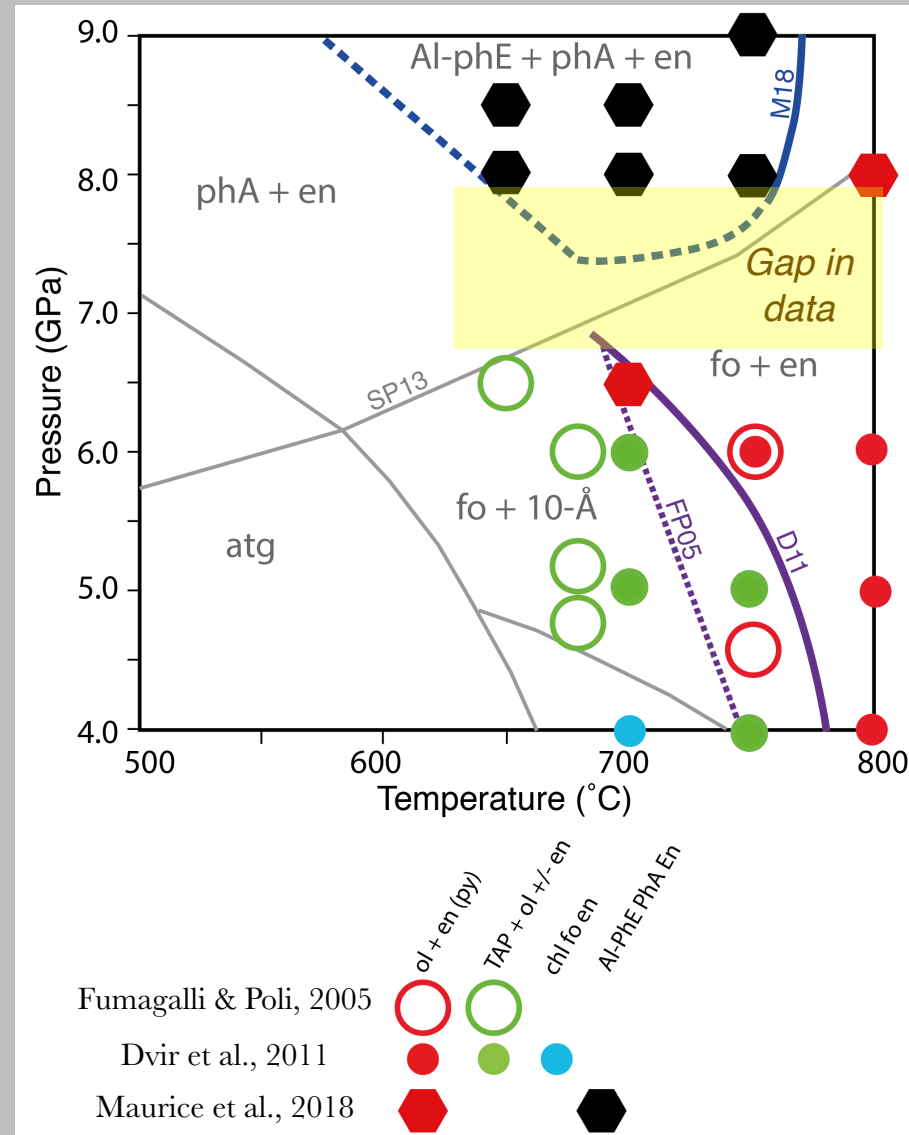 9.0
8.0
7.0
6.0
5.0
4.0
Pressure (GPa)
500
600
700
800
Temperature (˚C)
Al-phE + phA + en
M18
phA + en
Gap in
data
fo + en
SP13
fo + 10-Å
FP05
D11
atg
ol + en (py)
TAP + ol +/- en
chl fo en
Al-PhE PhA En
Fumagalli & Poli, 2005
Dvir et al., 2011
Maurice et al., 2018